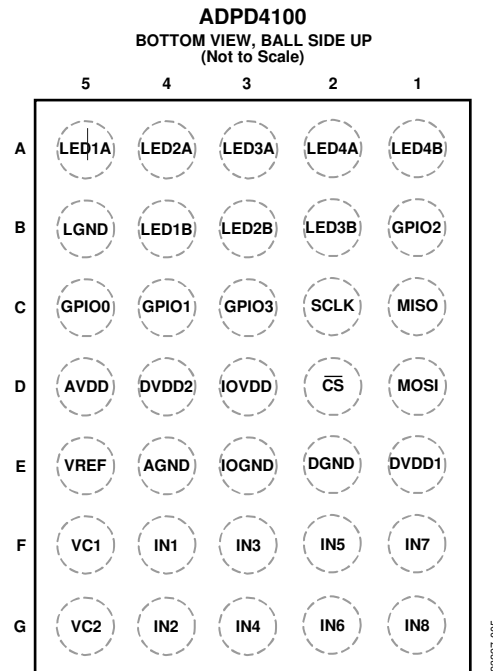 ADPD4100
BOTTOM VIEW, BALL SIDE UP
(Not to Scale)
5 4 3 2 1
A LED1A LED2A LED3A LED4A LED4B
B LGND LED1B LED2B LED3B GPIO2
C GPIO0 GPIO1 GPIO3 SCLK MISO
D AVDD DVDD2 IOVDD CS MOSI
E VREF AGND IOGND DGND DVDD1
F VC1 IN1 IN3 IN5 IN7
G VC2 IN2 IN4 IN6 IN8